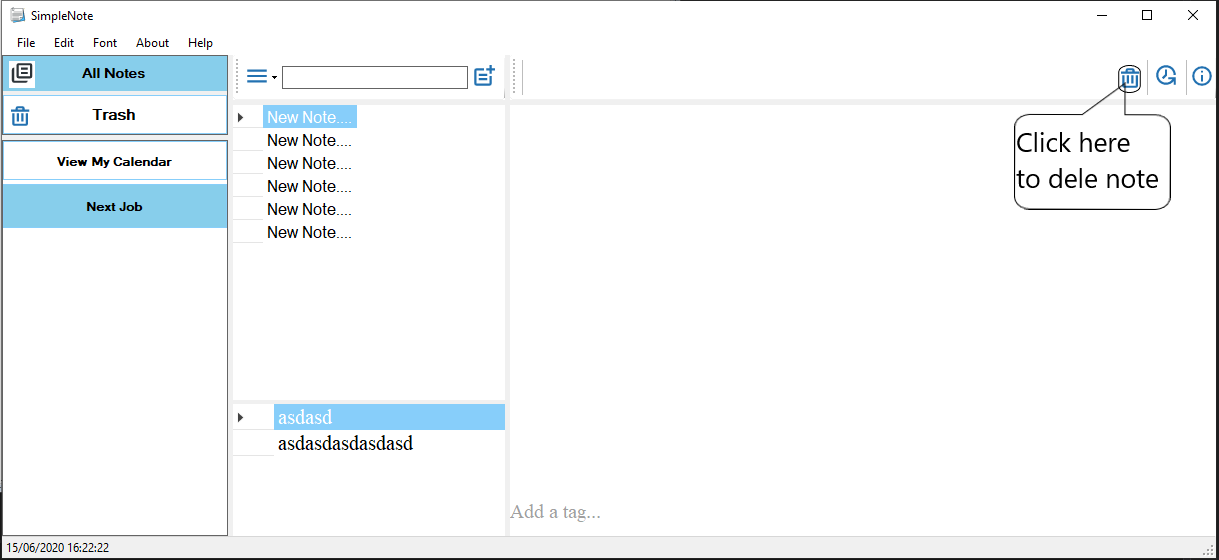 SimpleNote
File Edit Font About Help
All Notes
Trash
View My Calendar
Next Job
New Note....
New Note....
New Note....
New Note....
New Note....
New Note....
asdasd
asdasdasdasdasd
Click here
to dele note
Add a tag...
15/06/2020 16:22:22